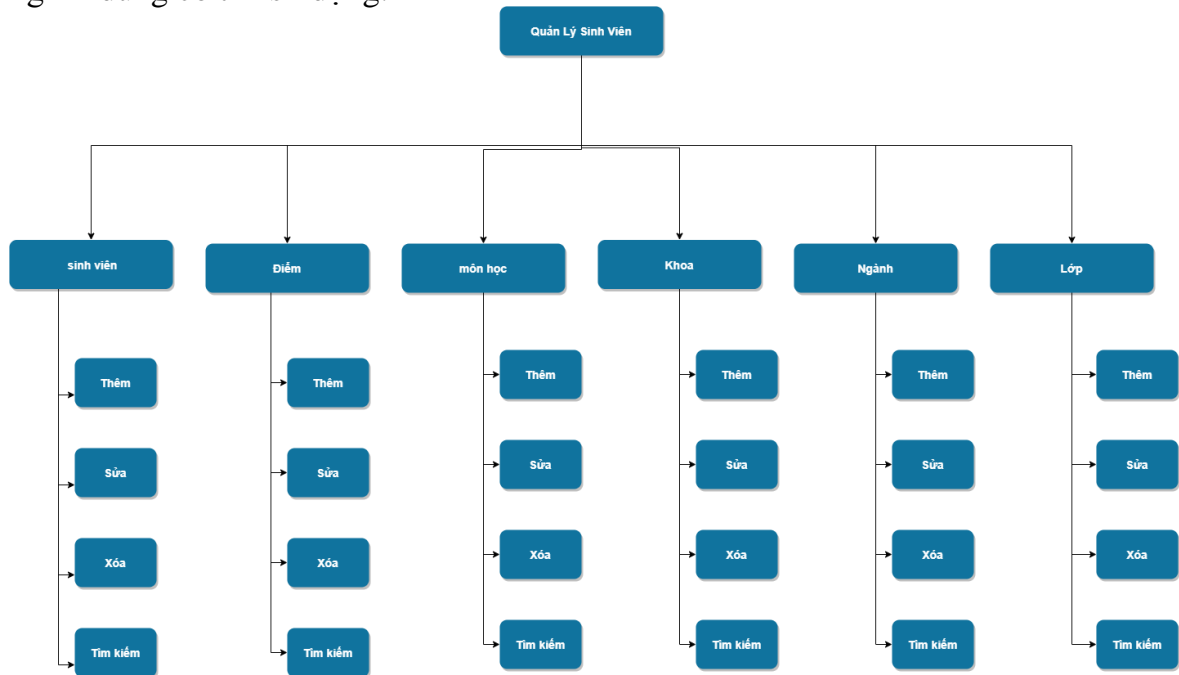 Quản Lý Sinh Viên
sinh viên
Điểm
môn học
Khoa
Ngành
Lớp
Thêm
Thêm
Thêm
Thêm
Thêm
Thêm
Sửa
Sửa
Sửa
Sửa
Sửa
Sửa
Xóa
Xóa
Xóa
Xóa
Xóa
Xóa
Tìm kiếm
Tìm kiếm
Tìm kiếm
Tìm kiếm
Tìm kiếm
Tìm kiếm